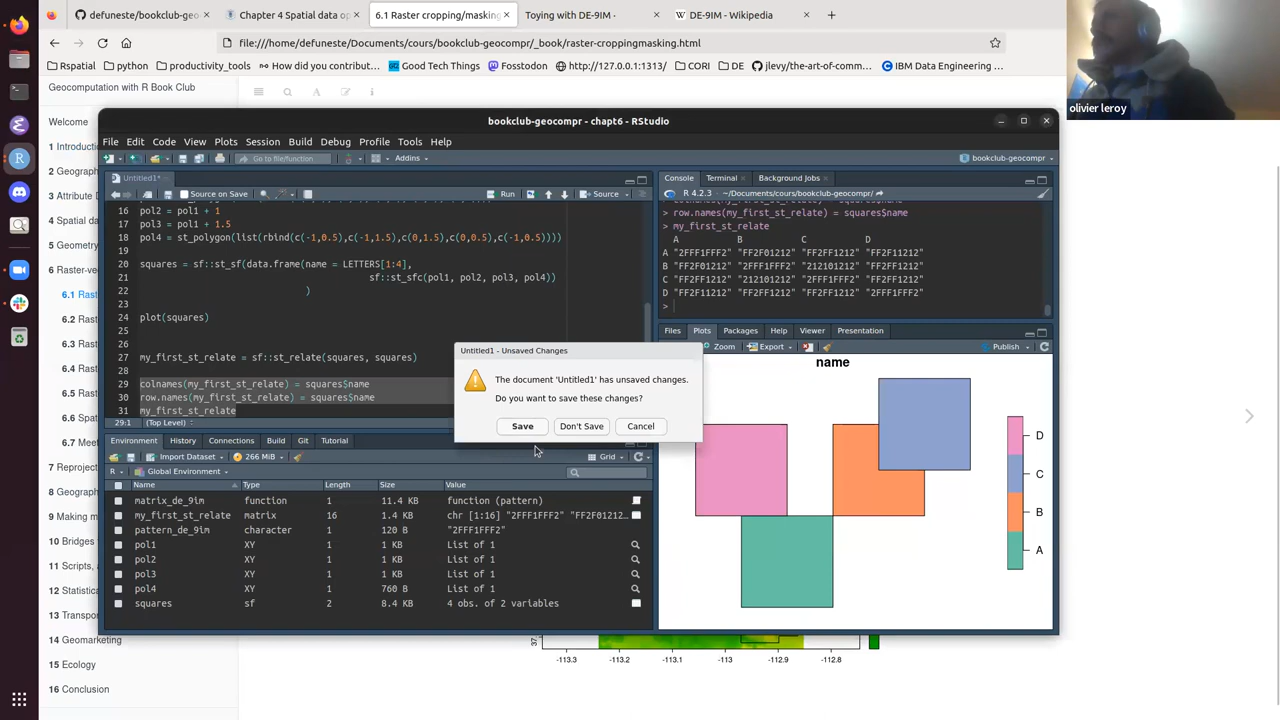 defuneste/bookclub-geo
Chapter 4 Spatial data op
6.1 Raster cropping/masking
Toying with DE-9IM -
DE-9IM - Wikipedia
file:///home/defuneste/Documents/cours/bookclub-geocompr/_book/raster-croppingmasking.html
Rspatial
python
productivity_tools
How did you contribut...
Good Tech Things
Fosstodon
http://127.0.0.1:1313/
CORI
DE
jlevy/the-art-of-comm...
IBM Data Engineering ...
olivier leroy
Geocomputation with R Book Club
Welcome
1 Introduc
2 Geograp
3 Attribute D
4 Spatial da
5 Geometry
6 Raster-vec
6.1 Rast
6.2 Rast
6.3 Rast
6.4 Rast
6.5 Rast
6.6 Rast
6.7 Meet
7 Reproject
8 Geograph
9 Making m
10 Bridges
11 Scripts, a
12 Statistica
13 Transpor
14 Geomarketing
15 Ecology
16 Conclusion
bookclub-geocompr - chapt6 - RStudio
File Edit Code View Plots Session Build Debug Profile Tools Help
Go to file/function
Addins
bookclub-geocompr
Untitled1*
Source on Save
Run
Source
16 pol2 = pol1 + 1
17 pol3 = pol1 + 1.5
18 pol4 = st_polygon(list(rbind(c(-1,0.5),c(-1,1.5),c(0,1.5),c(0,0.5),c(-1,0.5))))
19
20 squares = sf::st_sf(data.frame(name = LETTERS[1:4],
21 sf::st_sfc(pol1, pol2, pol3, pol4))
22 )
23
24 plot(squares)
25
26
27 my_first_st_relate = sf::st_relate(squares, squares)
28
29 colnames(my_first_st_relate) = squares$name
30 row.names(my_first_st_relate) = squares$name
31 my_first_st_relate
29:1 (Top Level)
R Script
Console Terminal Background Jobs
R 4.2.3 · ~/Documents/cours/bookclub-geocompr/
> row.names(my_first_st_relate) = squares$name
> my_first_st_relate
A B C D
A "2FFF1FFF2" "FF2F01212" "FF2FF1212" "FF2F11212"
B "FF2F01212" "2FFF1FFF2" "212101212" "FF2FF1212"
C "FF2FF1212" "212101212" "2FFF1FFF2" "FF2FF1212"
D "FF2F11212" "FF2FF1212" "FF2FF1212" "2FFF1FFF2"
>
Untitled1 - Unsaved Changes
The document 'Untitled1' has unsaved changes.
Do you want to save these changes?
Save
Don't Save
Cancel
Environment History Connections Build Git Tutorial
Import Dataset
266 MiB
Grid
R
Global Environment
Name Type Length Size Value
matrix_de_9im function 1 11.4 KB function (pattern)
my_first_st_relate matrix 16 1.4 KB chr [1:16] "2FFF1FFF2" "FF2F01212...
pattern_de_9im character 1 120 B "2FFF1FFF2"
pol1 XY 1 1 KB List of 1
pol2 XY 1 1 KB List of 1
pol3 XY 1 1 KB List of 1
pol4 XY 1 760 B List of 1
squares sf 2 8.4 KB 4 obs. of 2 variables
Files Plots Packages Help Viewer Presentation
Zoom
Export
Publish
name
D
C
B
A
-113.3 -113.2 -113.1 -113 -112.9 -112.8